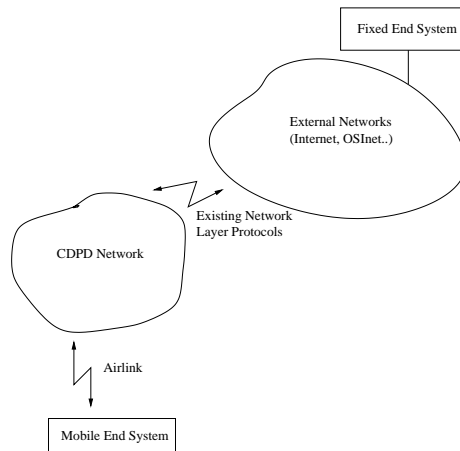 Fixed End System
External Networks
(Internet, OSInet..)
Existing Network
Layer Protocols
CDPD Network
Airlink
Mobile End System